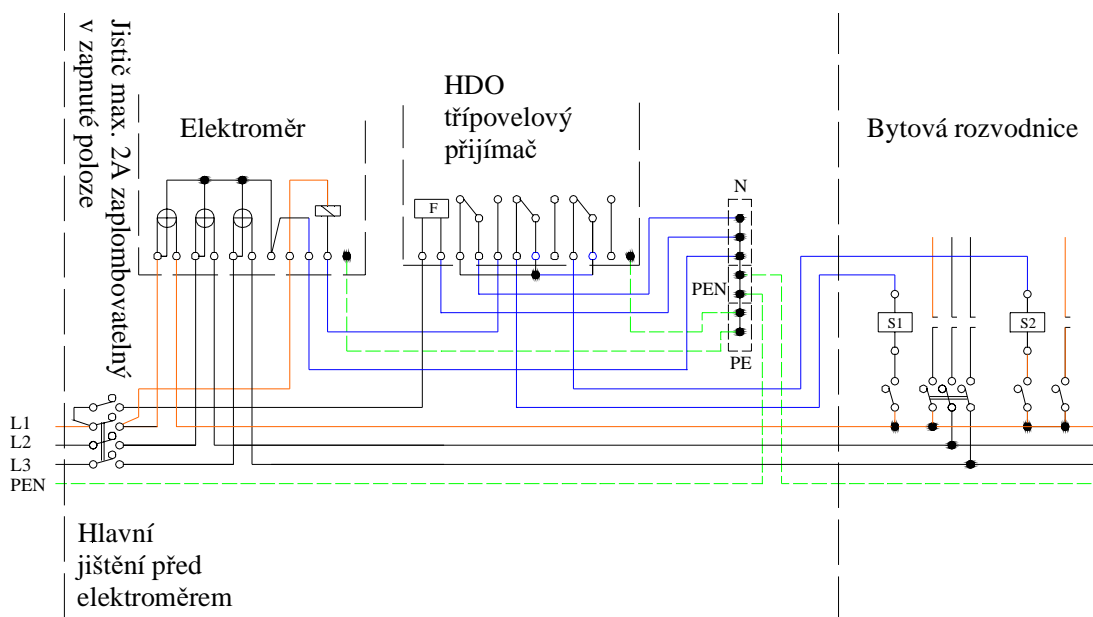 Jistič max. 2A zaplombovatelný
v zapnuté poloze
Elektroměr
HDO
třípovelový
přijímač
Bytová rozvodnice
N
F
PEN
S1
S2
PE
L1
L2
L3
PEN
Hlavní
jištění před
elektroměrem